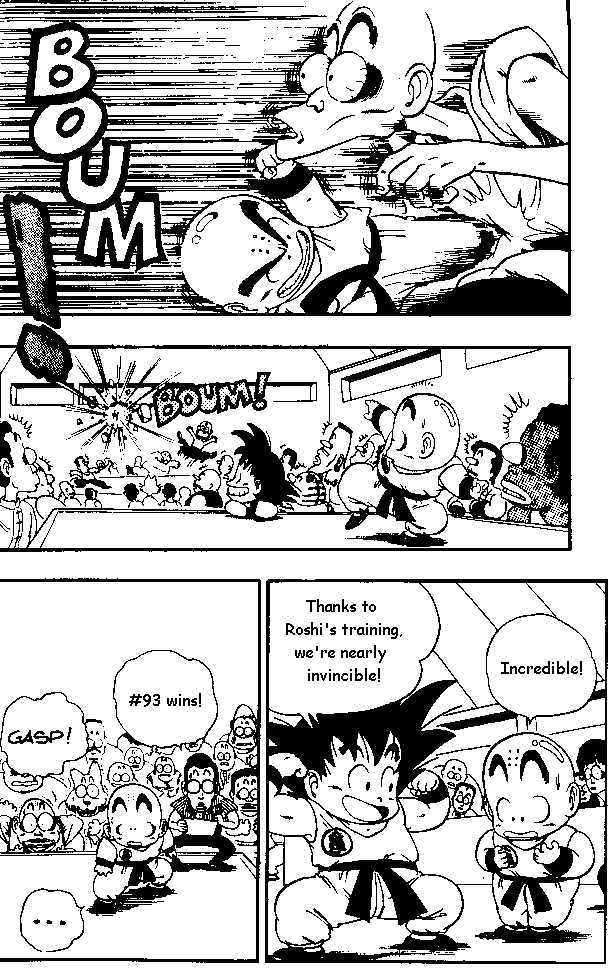 BOUM!
BOUM!
GASP!
#93 wins!
...
Thanks to
Roshi's training,
we're nearly
invincible!
Incredible!